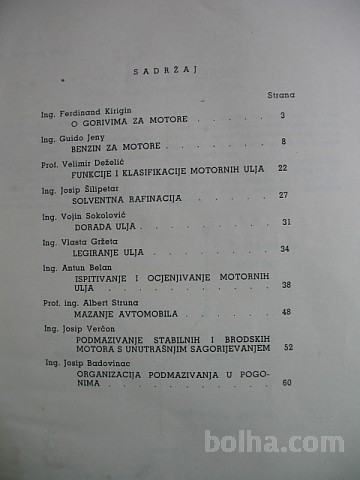 SADRŽAJ
Strana
Ing. Ferdinand Kirigin
O GORIVIMA ZA MOTORE . . . . . 3
Ing. Guido Jeny
BENZIN ZA MOTORE . . . . . . 8
Prof. Velimir Deželić
FUNKCIJE I KLASIFIKACIJE MOTORNIH ULJA 22
Ing. Josip Šilipetar
SOLVENTNA RAFINACIJA . . . . . 27
Ing. Vojin Sokolović
DORADA ULJA . . . . . . . . 31
Ing. Vlasta Gržeta
LEGIRANJE ULJA . . . . . . . 34
Ing. Antun Belan
ISPITIVANJE I OCJENJIVANJE MOTORNIH
ULJA . . . . . . . . . . 38
Prof. ing. Albert Struna
MAZANJE AVTOMOBILA . . . . . 48
Ing. Josip Verčon
PODMAZIVANJE STABILNIH I BRODSKIH
MOTORA S UNUTRAŠNJIM SAGORIJEVANJEM 52
Ing. Josip Badovinac
ORGANIZACIJA PODMAZIVANJA U POGO-
NIMA . . . . . . . . . . 60
bolha.com